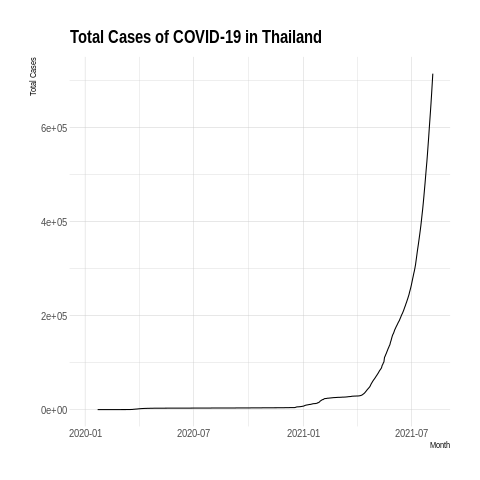 Total Cases of COVID-19 in Thailand
Total Cases
6e+05
4e+05
2e+05
0e+00
2020-01 2020-07 2021-01 2021-07
Month